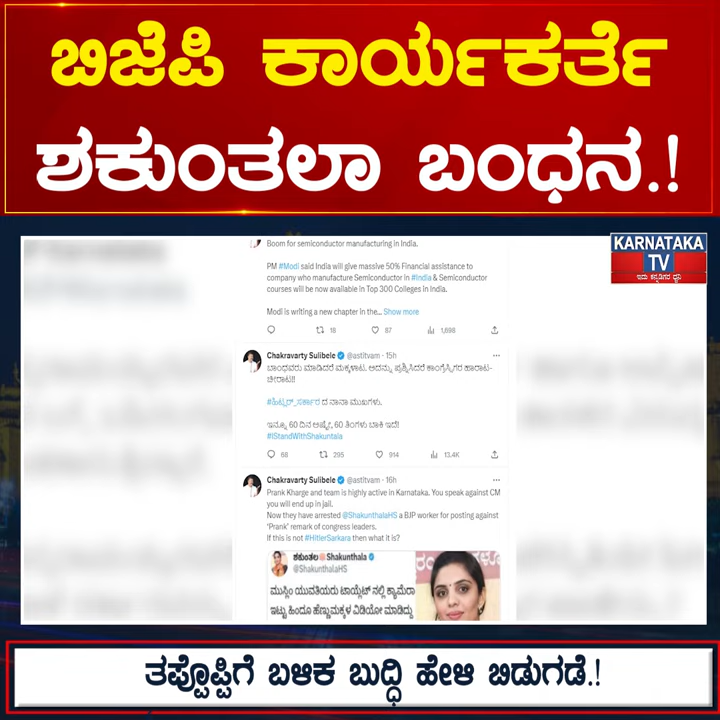 ಬಿಜೆಪಿ ಕಾರ್ಯಕರ್ತೆ
ಶಕುಂತಲಾ ಬಂಧನ.!
KARNATAKA
TV
ಇದು ಕನ್ನಡಿಗರ ಧ್ವನಿ
Boom for semiconductor manufacturing in India.
PM #Modi said India will give massive 50% Financial assistance to
company who manufacture Semiconductor in #India & Semiconductor
courses will be now available in Top 300 Colleges in India.
Modi is writing a new chapter in the... Show more
18 87 1,698
Chakravarty Sulibele @astitvam · 15h
ಬಾಂಧವರು ಮಾಡಿದರೆ ಮಕ್ಕಳಾಟ. ಅದನ್ನು ಪ್ರಶ್ನಿಸಿದರೆ ಕಾಂಗ್ರೆಸ್ಸಿಗರ ಹಾರಾಟ-
ಚೀರಾಟ!!
#ಹಿಟ್ಲರ್_ಸರ್ಕಾರ ದ ನಾನಾ ಮುಖಗಳು.
ಇನ್ನೂ 60 ದಿನ ಅಷ್ಟೇ, 60 ತಿಂಗಳು ಬಾಕಿ ಇದೆ!
#IStandWithShakuntala
68 295 914 13.4K
Chakravarty Sulibele @astitvam · 16h
Prank Kharge and team is highly active in Karnataka. You speak against CM
you will end up in jail.
Now they have arrested @ShakunthalaHS a BJP worker for posting against
'Prank' remark of congress leaders.
If this is not #HitlerSarkara then what it is?
ಶಕುಂತಲ Shakunthala
@ShakunthalaHS
ಮುಸ್ಲಿಂ ಯುವತಿಯರು ಟಾಯ್ಲೆಟ್ ನಲ್ಲಿ ಕ್ಯಾಮೆರಾ
ಇಟ್ಟು ಹಿಂದೂ ಹೆಣ್ಣುಮಕ್ಕಳ ವಿಡಿಯೋ ಮಾಡಿದ್ದು
ತಪ್ಪೊಪ್ಪಿಗೆ ಬಳಿಕ ಬುದ್ಧಿ ಹೇಳಿ ಬಿಡುಗಡೆ.!